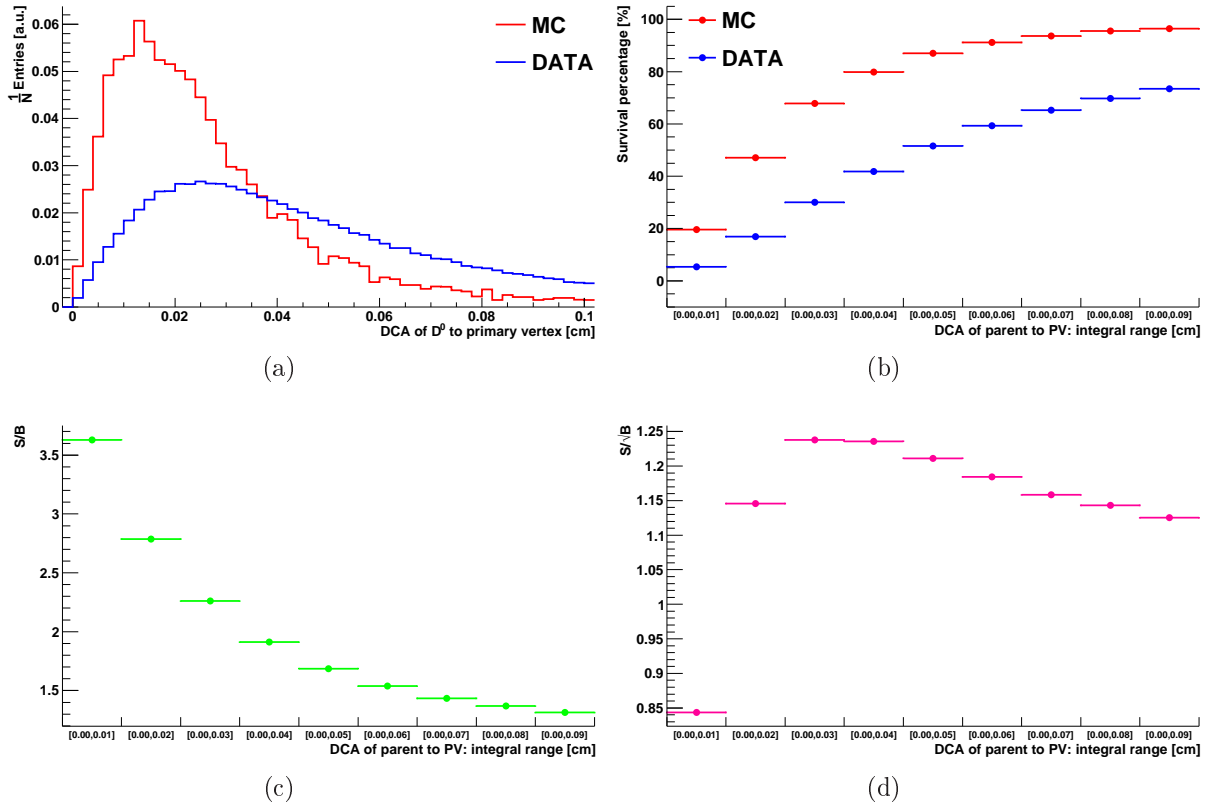 1/N Entries [a.u.]
0.06
0.05
0.04
0.03
0.02
0.01
0
MC
DATA
0 0.02 0.04 0.06 0.08 0.1
DCA of D⁰ to primary vertex [cm]
(a)
Survival percentage [%]
100
80
60
40
20
0
MC
DATA
[0.00,0.01] [0.00,0.02] [0.00,0.03] [0.00,0.04] [0.00,0.05] [0.00,0.06] [0.00,0.07] [0.00,0.08] [0.00,0.09]
DCA of parent to PV: integral range [cm]
(b)
S/B
3.5
3
2.5
2
1.5
[0.00,0.01] [0.00,0.02] [0.00,0.03] [0.00,0.04] [0.00,0.05] [0.00,0.06] [0.00,0.07] [0.00,0.08] [0.00,0.09]
DCA of parent to PV: integral range [cm]
(c)
S/√B
1.25
1.2
1.15
1.1
1.05
1
0.95
0.9
0.85
[0.00,0.01] [0.00,0.02] [0.00,0.03] [0.00,0.04] [0.00,0.05] [0.00,0.06] [0.00,0.07] [0.00,0.08] [0.00,0.09]
DCA of parent to PV: integral range [cm]
(d)